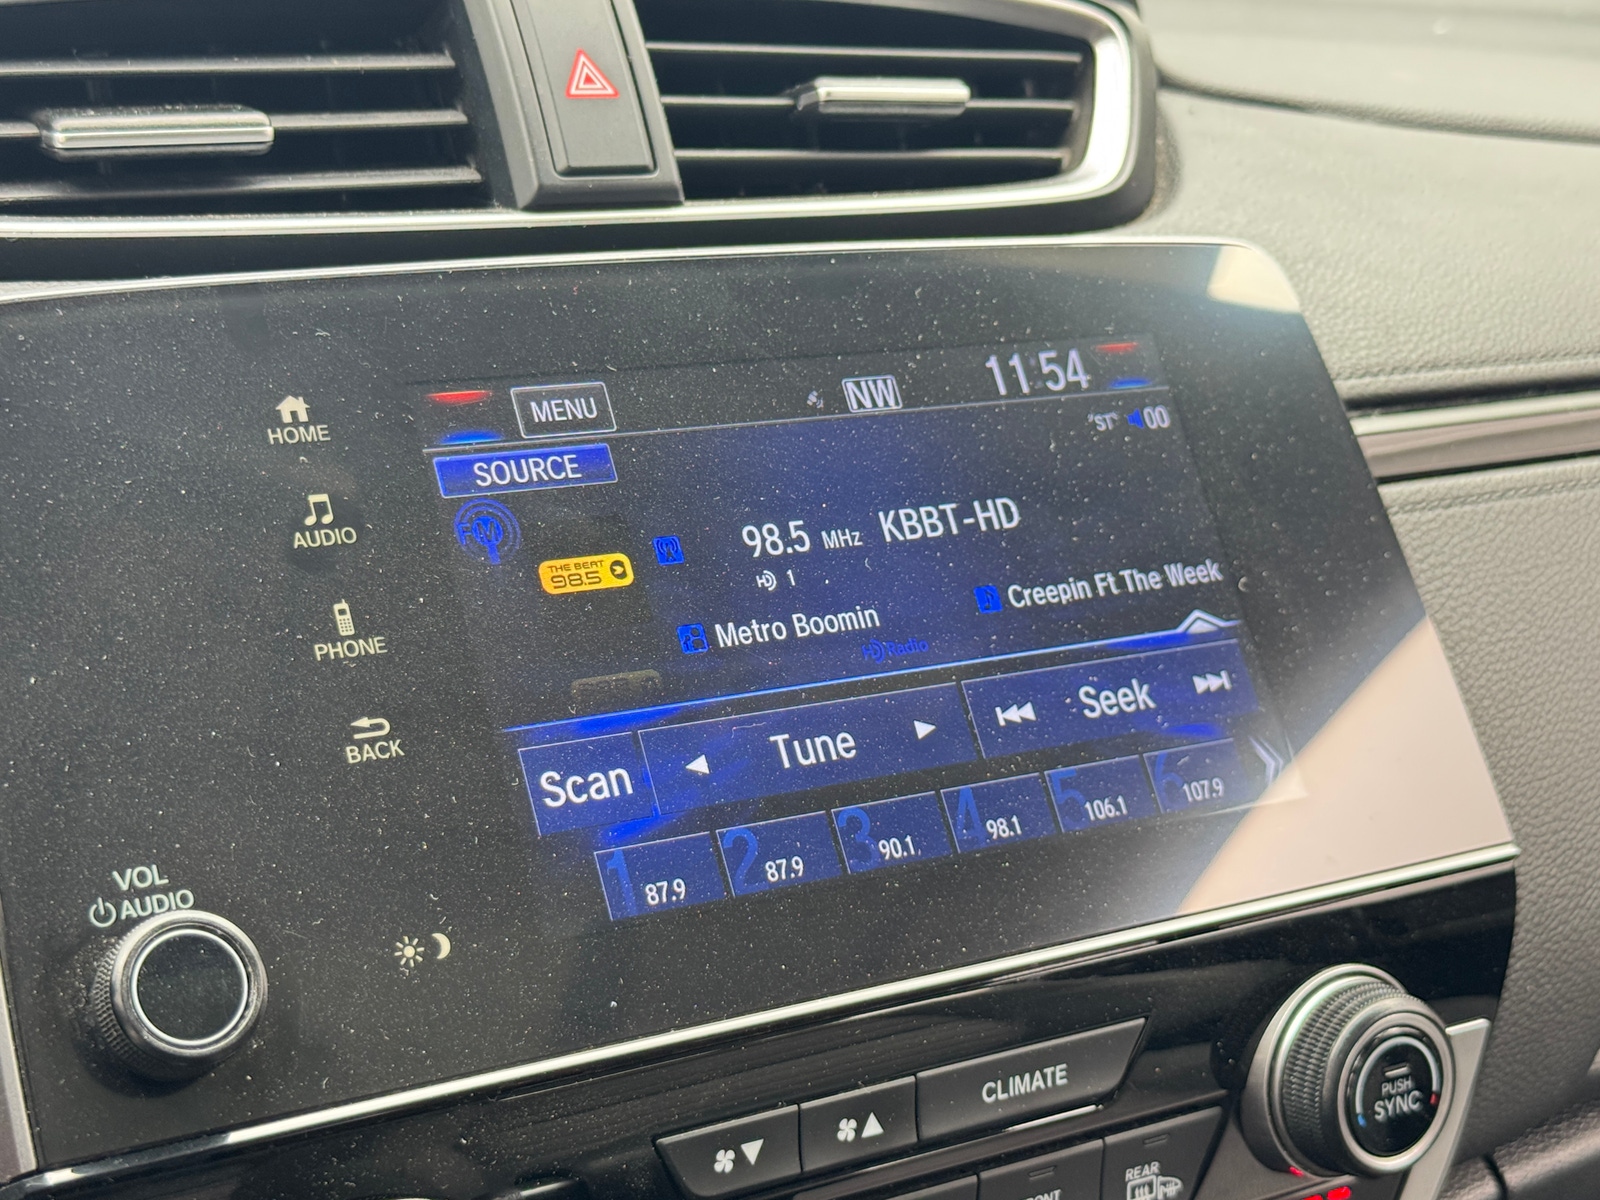 MENU
NW
11:54
HOME
SOURCE
"ST"
00
AUDIO
FM
THE BEAT
98.5
98.5 MHz KBBT-HD
HD 1
Metro Boomin
Creepin Ft The Week
HD Radio
PHONE
BACK
Scan
Tune
Seek
1 87.9
2 87.9
3 90.1
4 98.1
5 106.1
6 107.9
VOL
AUDIO
CLIMATE
PUSH
SYNC
REAR